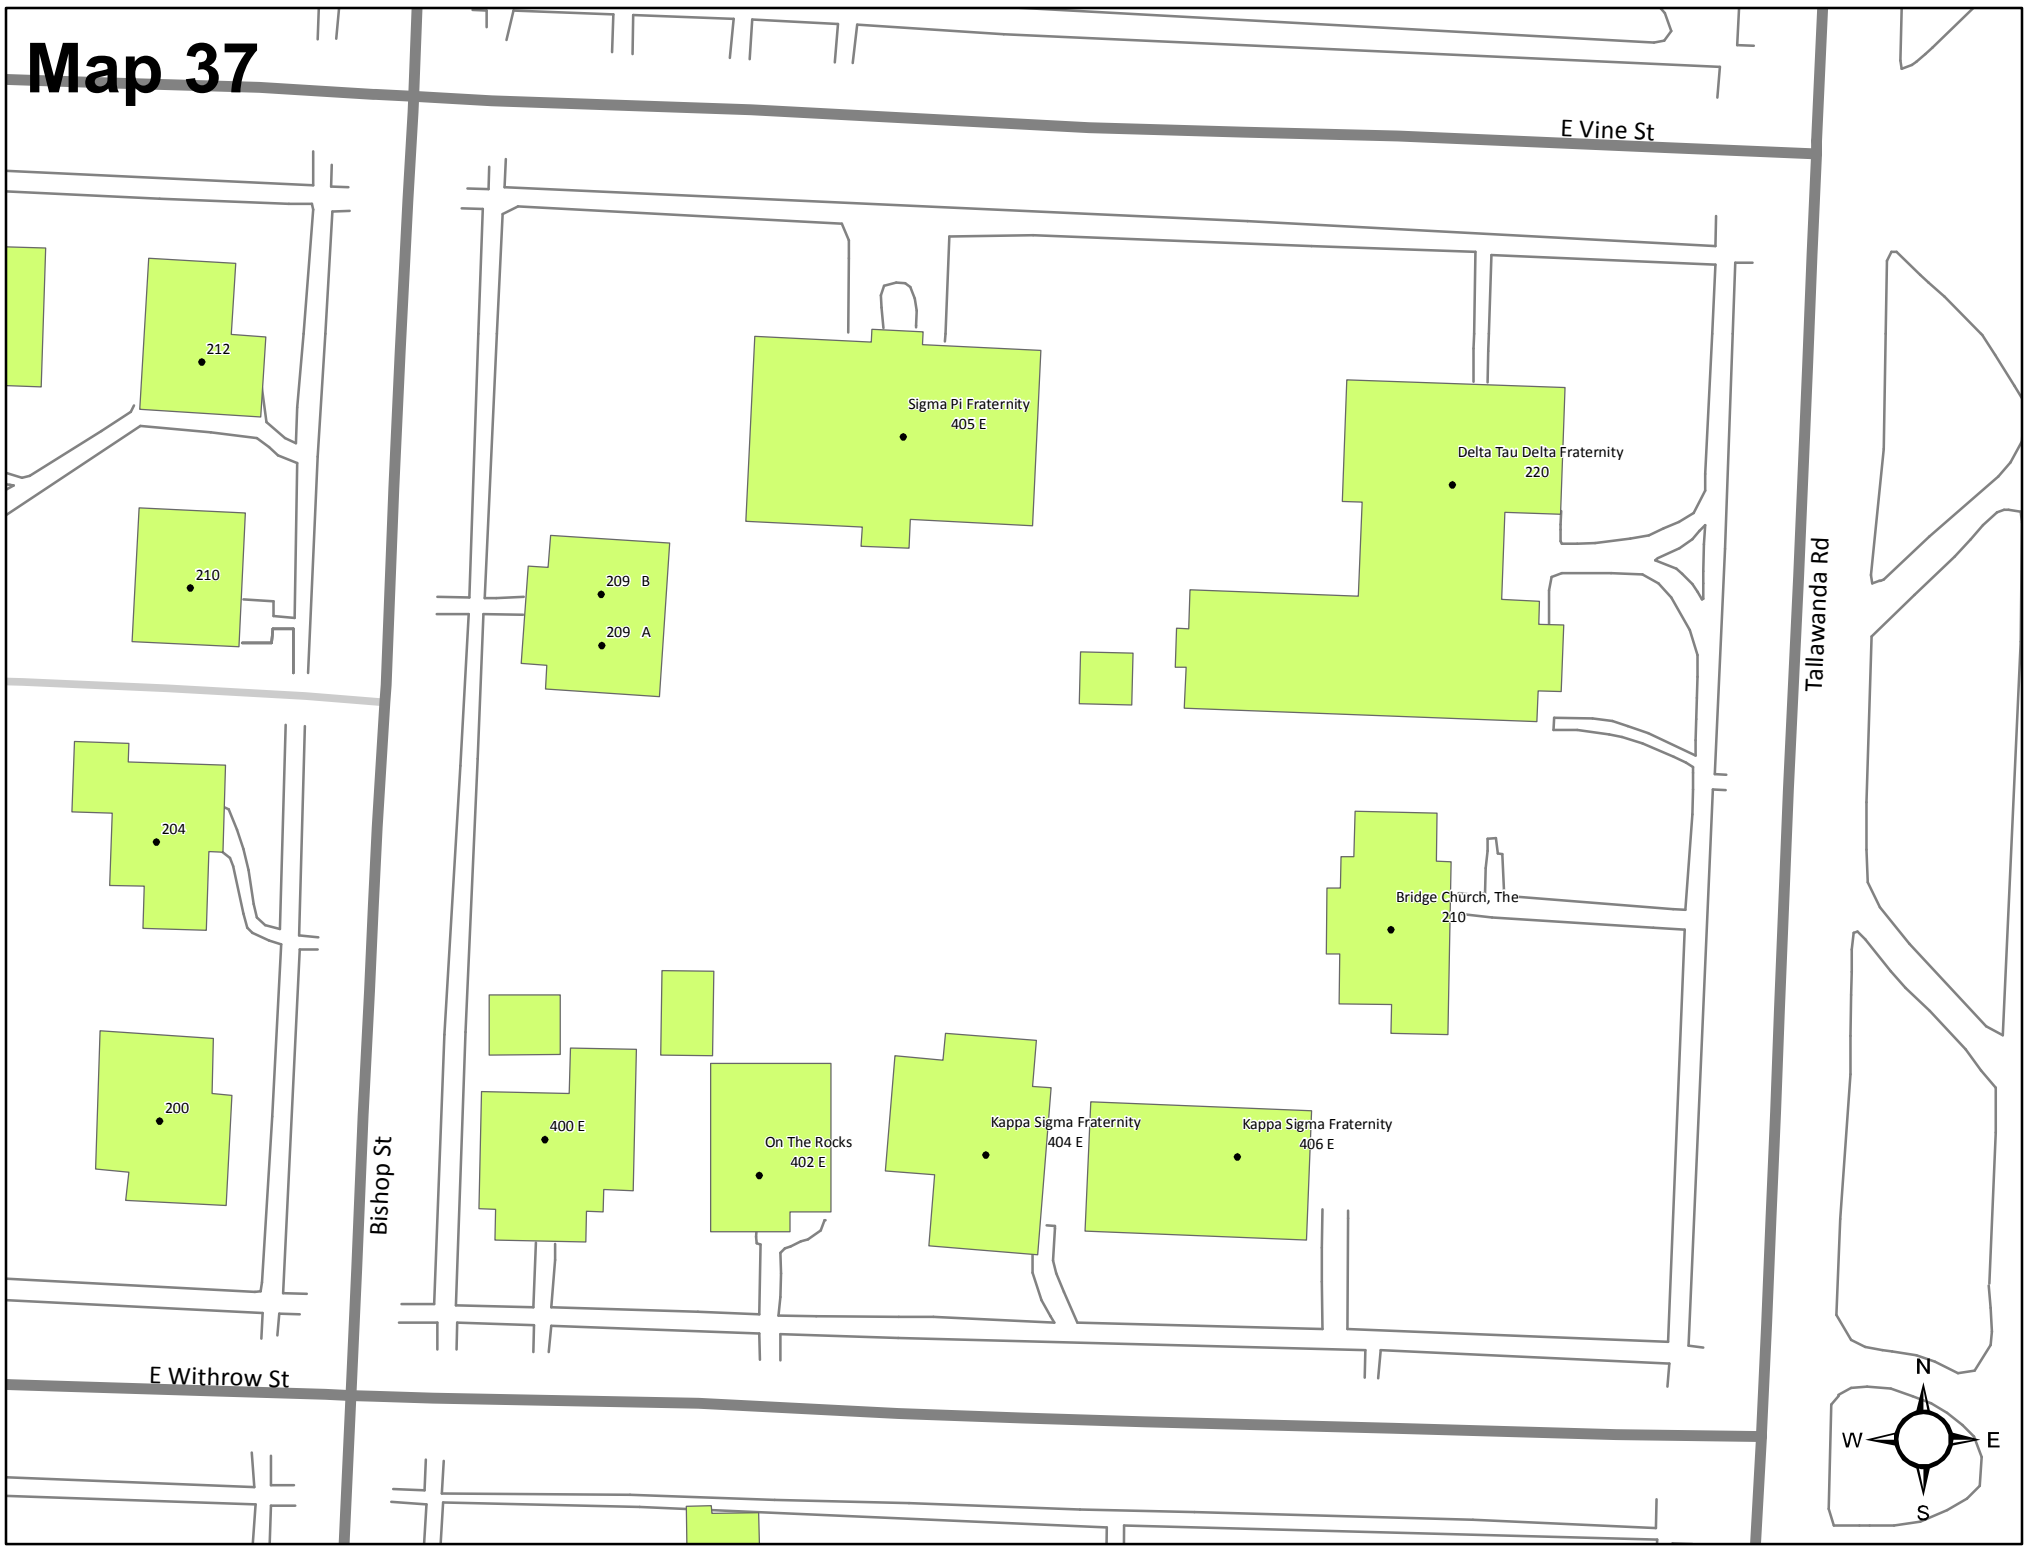 Map 37
E Vine St
212
Sigma Pi Fraternity
405 E
Delta Tau Delta Fraternity
220
210
209 B
209 A
Tallawanda Rd
204
Bridge Church, The
210
200
400 E
On The Rocks
402 E
Kappa Sigma Fraternity
404 E
Kappa Sigma Fraternity
406 E
Bishop St
E Withrow St
N
W
E
S